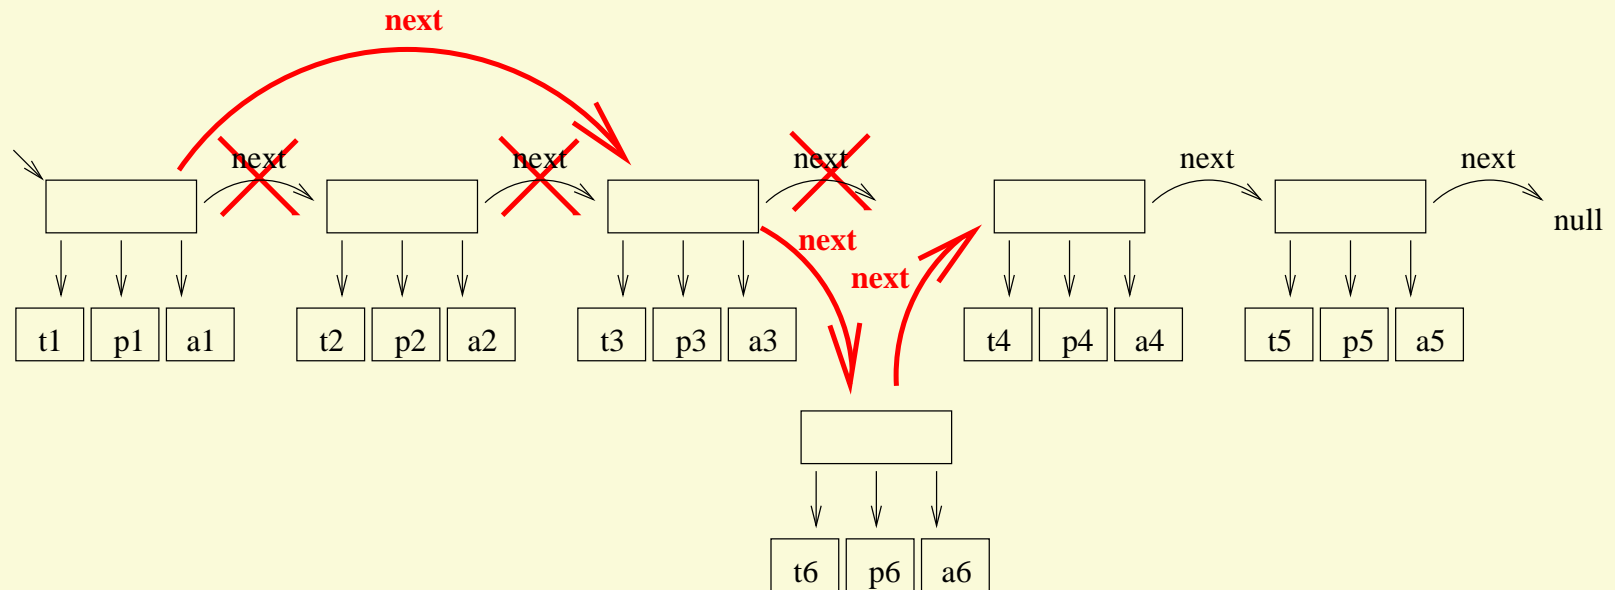 next
next next next next next
null
next
next
t1 p1 a1 t2 p2 a2 t3 p3 a3 t4 p4 a4 t5 p5 a5
t6 p6 a6